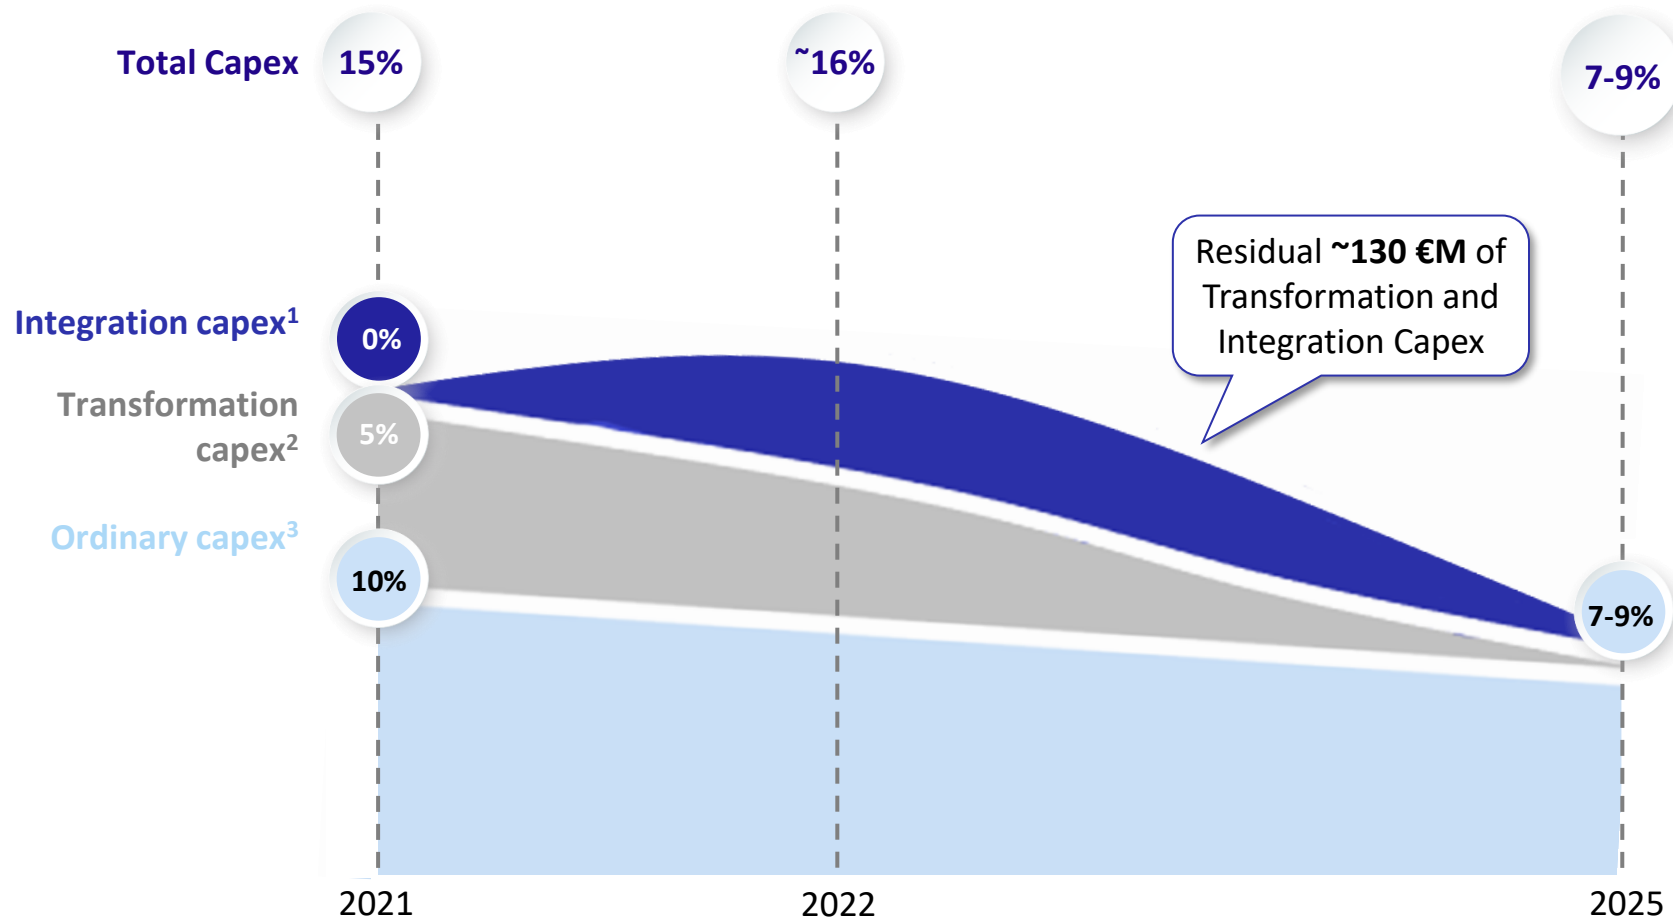 Total Capex
15%
~16%
7-9%
Residual ~130 €M of
Transformation and
Integration Capex
Integration capex¹
0%
Transformation
capex²
5%
Ordinary capex³
10%
7-9%
2021
2022
2025